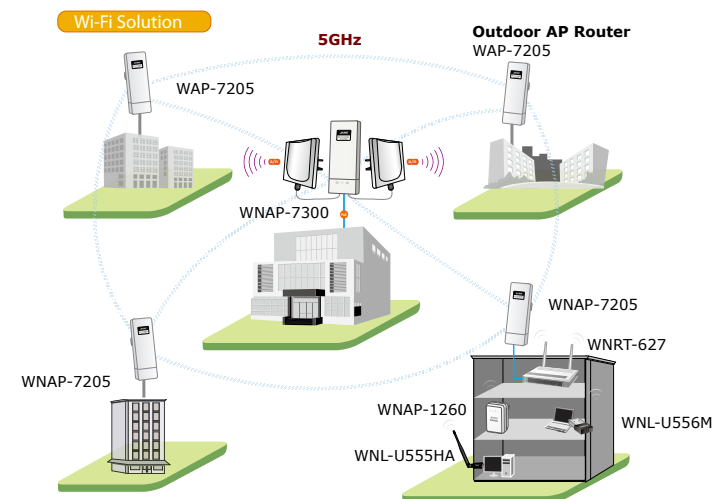 Wi-Fi Solution
5GHz
Outdoor AP Router
WAP-7205
WAP-7205
WNAP-7300
WNAP-7205
WNRT-627
WNAP-7205
WNAP-1260
WNL-U556M
WNL-U555HA